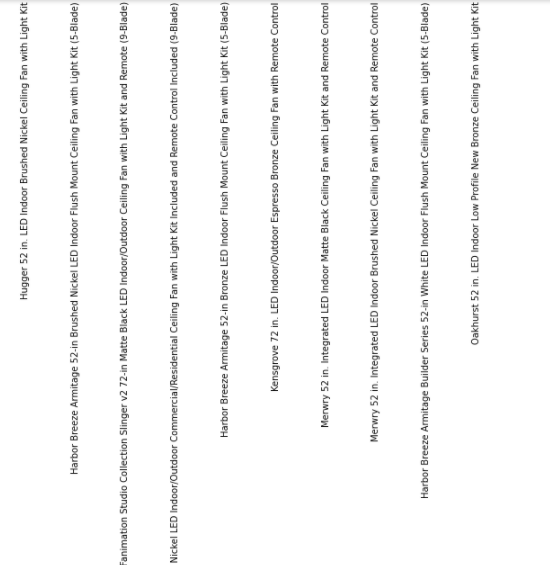 Hugger 52 in. LED Indoor Brushed Nickel Ceiling Fan with Light Kit
Harbor Breeze Armitage 52-in Brushed Nickel LED Indoor Flush Mount Ceiling Fan with Light Kit (5-Blade)
Fanimation Studio Collection Slinger v2 72-in Matte Black LED Indoor/Outdoor Ceiling Fan with Light Kit and Remote (9-Blade)
Nickel LED Indoor/Outdoor Commercial/Residential Ceiling Fan with Light Kit Included and Remote Control Included (9-Blade)
Harbor Breeze Armitage 52-in Bronze LED Indoor Flush Mount Ceiling Fan with Light Kit (5-Blade)
Kensgrove 72 in. LED Indoor/Outdoor Espresso Bronze Ceiling Fan with Remote Control
Merwry 52 in. Integrated LED Indoor Matte Black Ceiling Fan with Light Kit and Remote Control
Merwry 52 in. Integrated LED Indoor Brushed Nickel Ceiling Fan with Light Kit and Remote Control
Harbor Breeze Armitage Builder Series 52-in White LED Indoor Flush Mount Ceiling Fan with Light Kit (5-Blade)
Oakhurst 52 in. LED Indoor Low Profile New Bronze Ceiling Fan with Light Kit